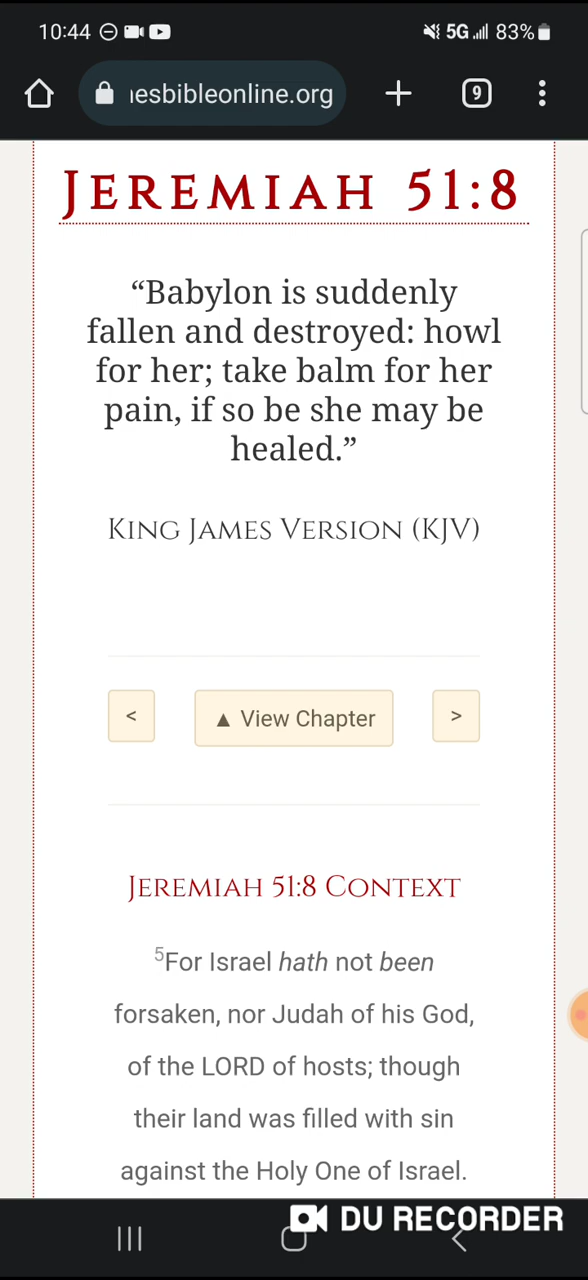 10:44
5G 83%
nesbibleonline.org
9
JEREMIAH 51:8
“Babylon is suddenly
fallen and destroyed: howl
for her; take balm for her
pain, if so be she may be
healed.”
KING JAMES VERSION (KJV)
< ▲ View Chapter >
JEREMIAH 51:8 CONTEXT
5For Israel hath not been
forsaken, nor Judah of his God,
of the LORD of hosts; though
their land was filled with sin
against the Holy One of Israel.
DU RECORDER